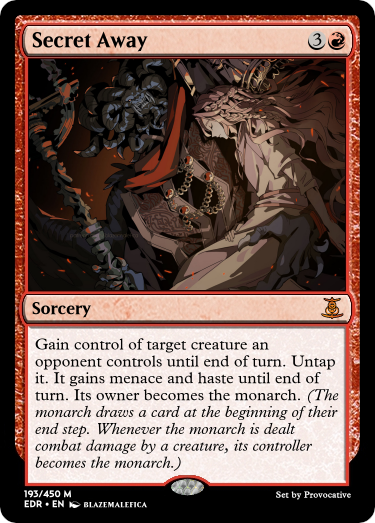 Secret Away
3
Sorcery
Gain control of target creature an
opponent controls until end of turn. Untap
it. It gains menace and haste until end of
turn. Its owner becomes the monarch. (The
monarch draws a card at the beginning of their
end step. Whenever the monarch is dealt
combat damage by a creature, its controller
becomes the monarch.)
193/450 M
EDR • EN BLAZEMALEFICA
Set by Provocative